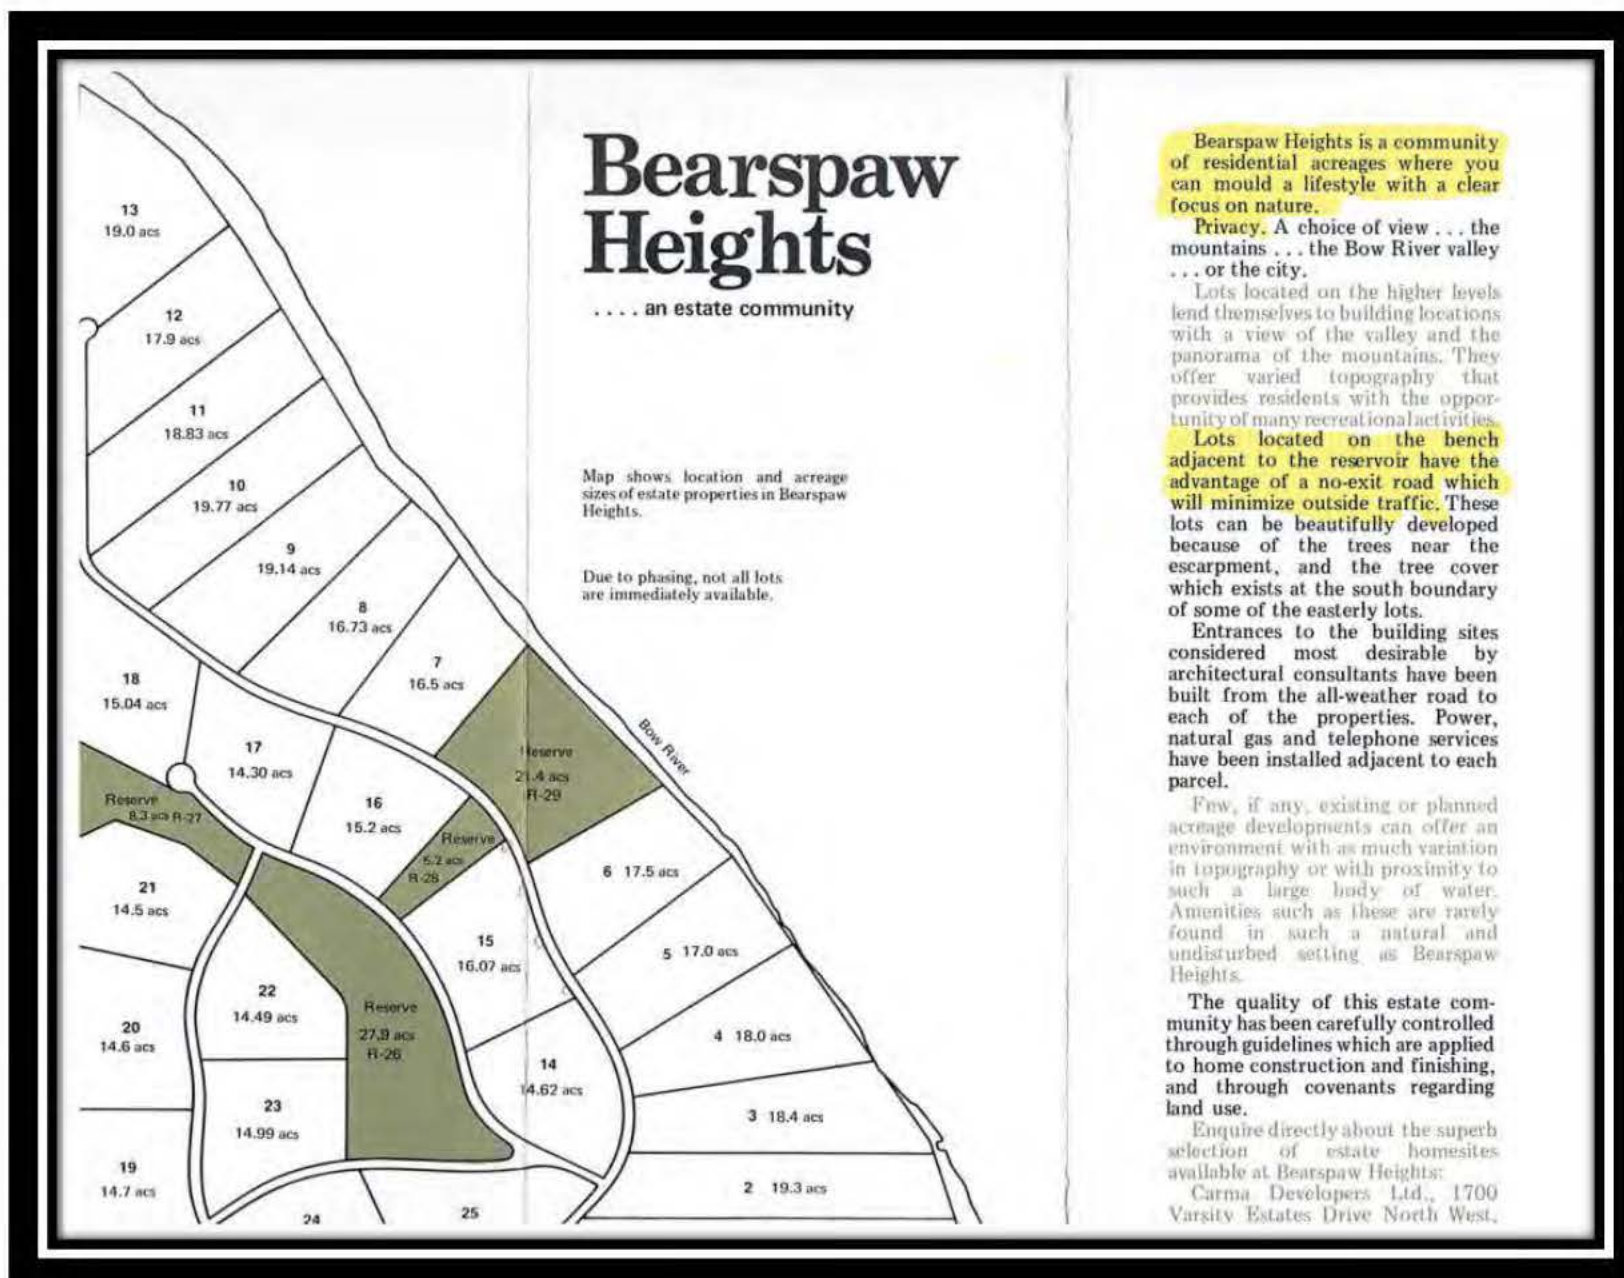 Bearspaw
Heights
. . . . an estate community
Map shows location and acreage
sizes of estate properties in Bearspaw
Heights.
Due to phasing, not all lots
are immediately available.
13
19.0 acs
12
17.9 acs
11
18.83 acs
10
19.77 acs
9
19.14 acs
8
16.73 acs
7
16.5 acs
18
15.04 acs
17
14.30 acs
16
15.2 acs
Reserve
21.4 acs
R-29
Bow River
Reserve
8.3 acs R-27
Reserve
5.2 acs
R-28
6 17.5 acs
21
14.5 acs
15
16.07 acs
5 17.0 acs
22
14.49 acs
Reserve
27.9 acs
R-26
20
14.6 acs
4 18.0 acs
14
14.62 acs
23
14.99 acs
3 18.4 acs
19
14.7 acs
2 19.3 acs
24
25
Bearspaw Heights is a community
of residential acreages where you
can mould a lifestyle with a clear
focus on nature.
Privacy. A choice of view . . . the
mountains . . . the Bow River valley
. . . or the city.
Lots located on the higher levels
lend themselves to building locations
with a view of the valley and the
panorama of the mountains. They
offer varied topography that
provides residents with the oppor-
tunity of many recreational activities.
Lots located on the bench
adjacent to the reservoir have the
advantage of a no-exit road which
will minimize outside traffic. These
lots can be beautifully developed
because of the trees near the
escarpment, and the tree cover
which exists at the south boundary
of some of the easterly lots.
Entrances to the building sites
considered most desirable by
architectural consultants have been
built from the all-weather road to
each of the properties. Power,
natural gas and telephone services
have been installed adjacent to each
parcel.
Few, if any, existing or planned
acreage developments can offer an
environment with as much variation
in topography or with proximity to
such a large body of water.
Amenities such as these are rarely
found in such a natural and
undisturbed setting as Bearspaw
Heights.
The quality of this estate com-
munity has been carefully controlled
through guidelines which are applied
to home construction and finishing,
and through covenants regarding
land use.
Enquire directly about the superb
selection of estate homesites
available at Bearspaw Heights:
Carma Developers Ltd., 1700
Varsity Estates Drive North West,